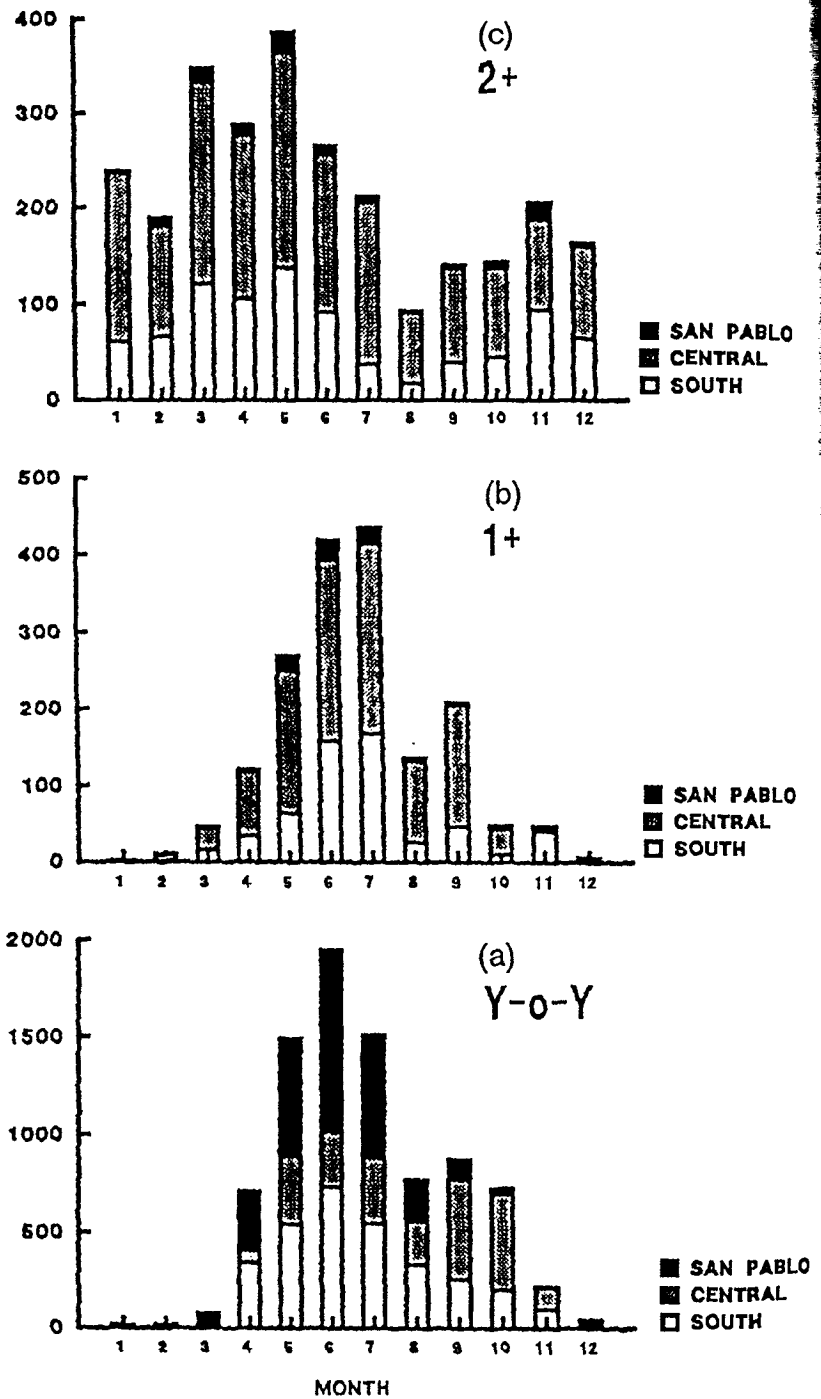 400
(c)
2+
300
200
100
0
SAN PABLO
CENTRAL
SOUTH
1 2 3 4 5 6 7 8 9 10 11 12
500
(b)
1+
400
300
200
100
0
SAN PABLO
CENTRAL
SOUTH
1 2 3 4 5 6 7 8 9 10 11 12
2000
(a)
Y-o-Y
1500
1000
500
0
SAN PABLO
CENTRAL
SOUTH
1 2 3 4 5 6 7 8 9 10 11 12
MONTH